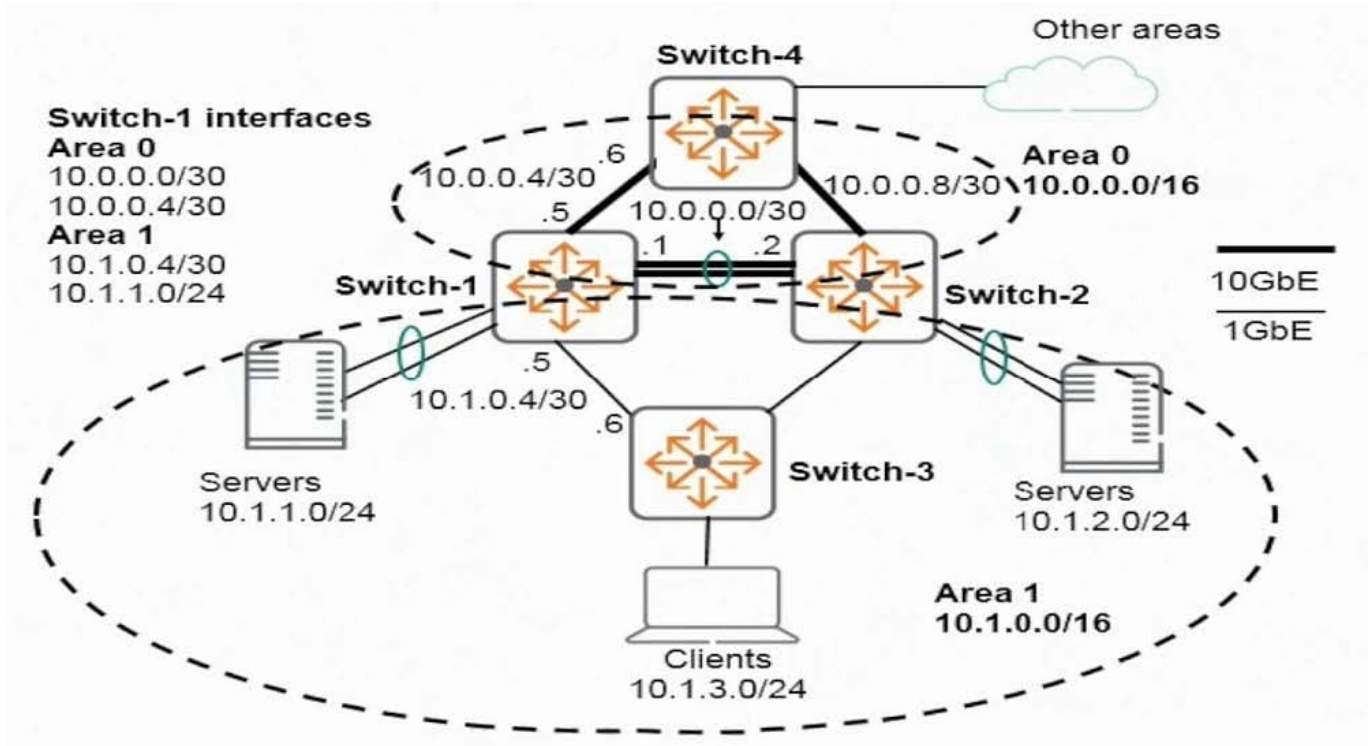 Other areas
Switch-4
Switch-1 interfaces
Area 0
10.0.0.0/30
10.0.0.4/30
Area 1
10.1.0.4/30
10.1.1.0/24
.6
10.0.0.4/30
.5
10.0.0.8/30
Area 0
10.0.0.0/16
10.0.0.0/30
.1
.2
Switch-1
Switch-2
10GbE
1GbE
.5
10.1.0.4/30
.6
Switch-3
Servers
10.1.1.0/24
Servers
10.1.2.0/24
Area 1
10.1.0.0/16
Clients
10.1.3.0/24